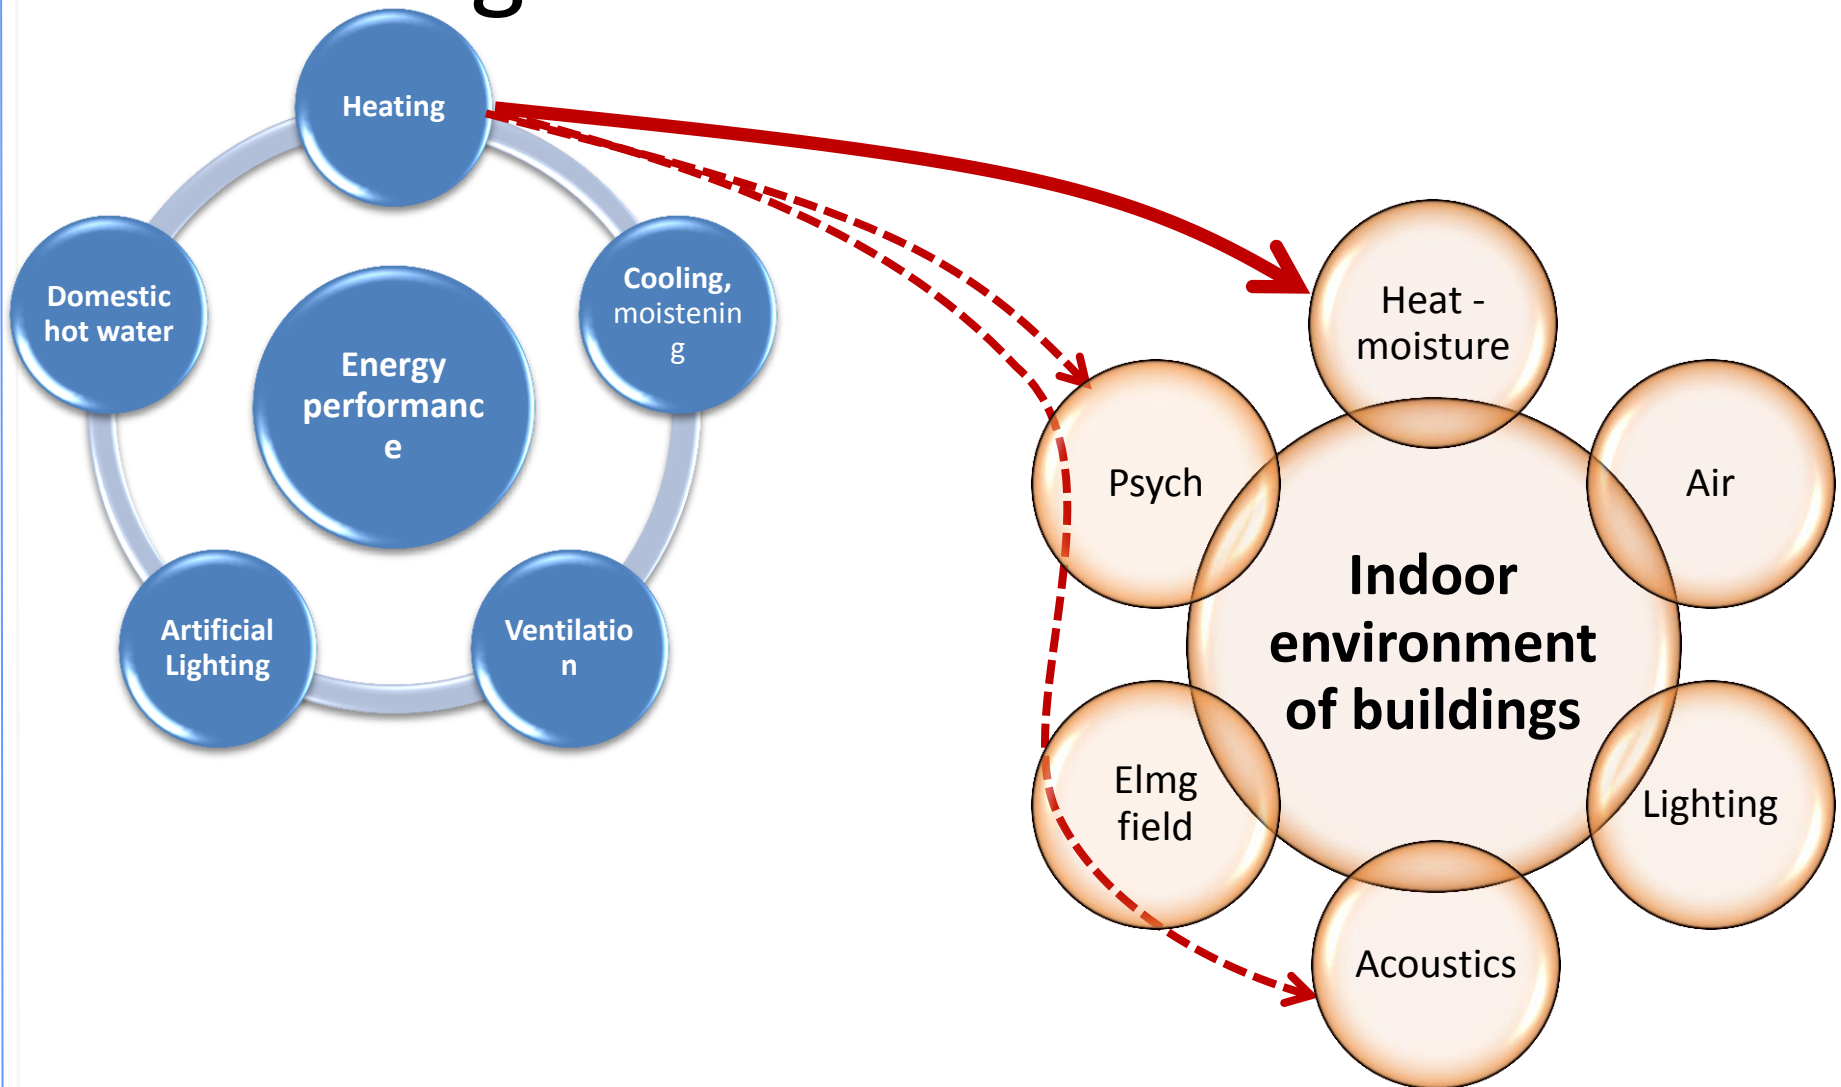 Heating
Cooling,
moistenin
g
Domestic
hot water
Energy
performanc
e
Artificial
Lighting
Ventilatio
n
Heat -
moisture
Psych
Air
Indoor
environment
of buildings
Elmg
field
Lighting
Acoustics